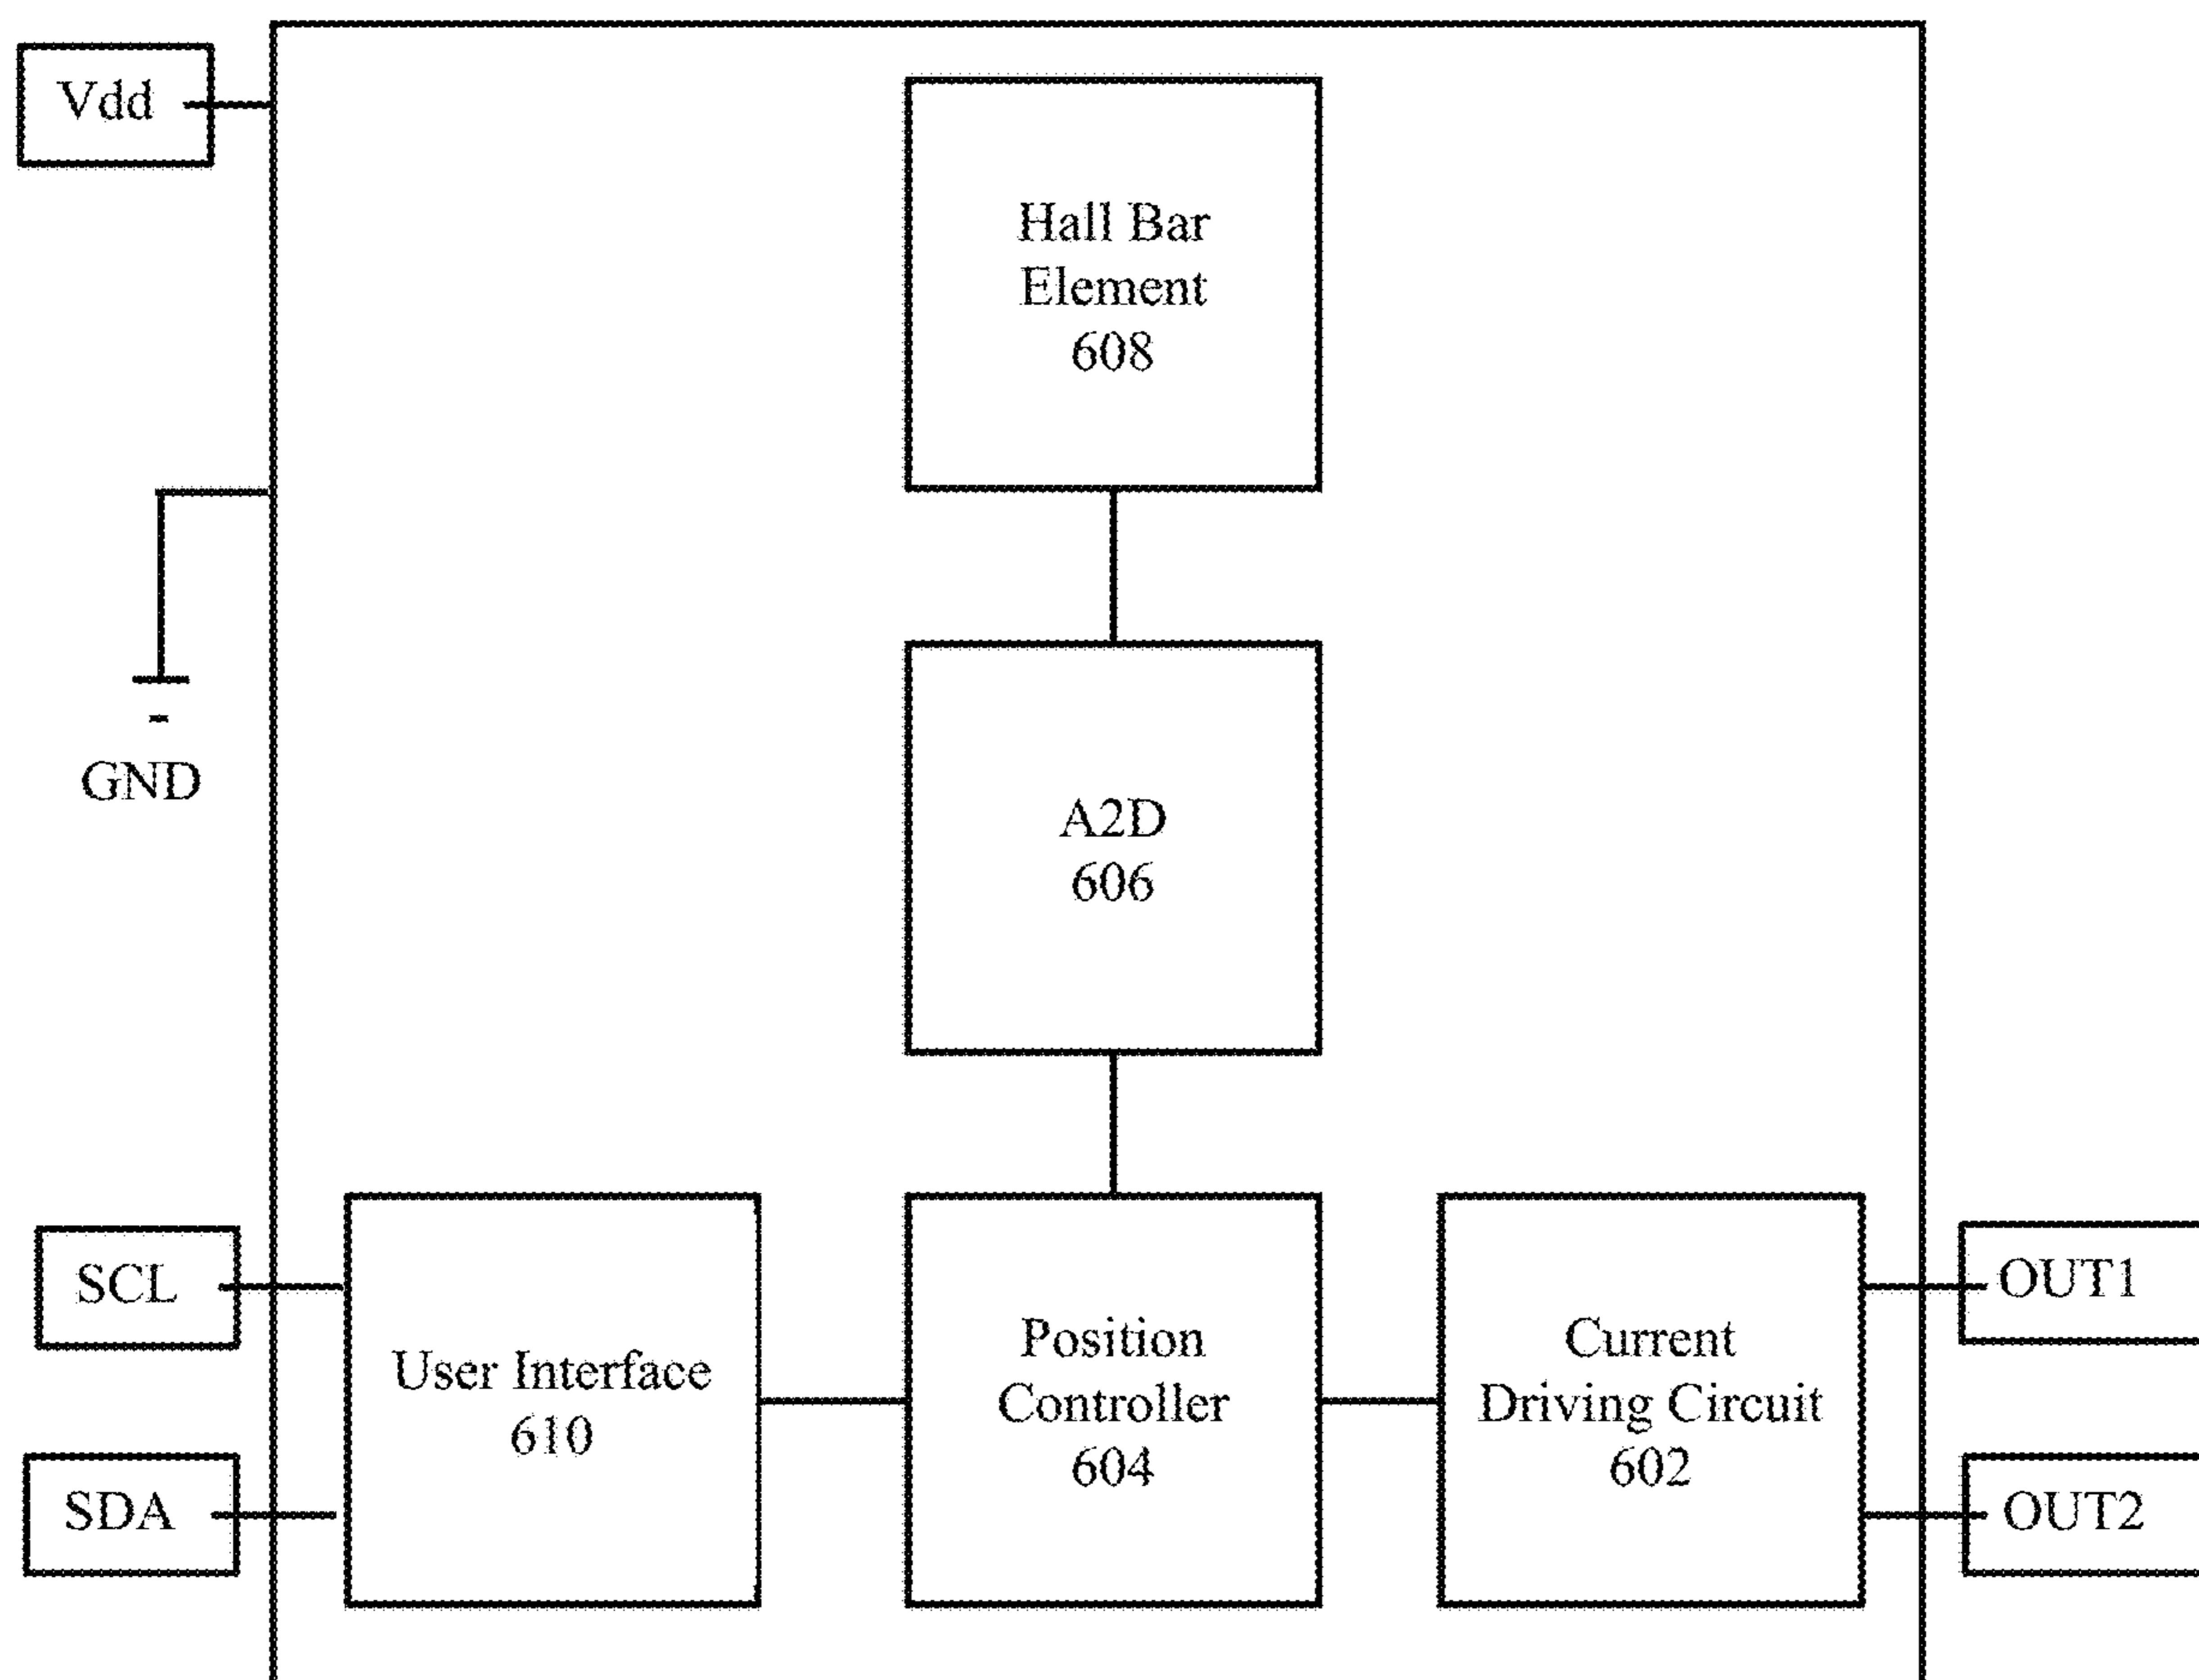 Vdd
Hall Bar
Element
608
GND
A2D
606
SCL
SDA
User Interface
610
Position
Controller
604
Current
Driving Circuit
602
OUT1
OUT2